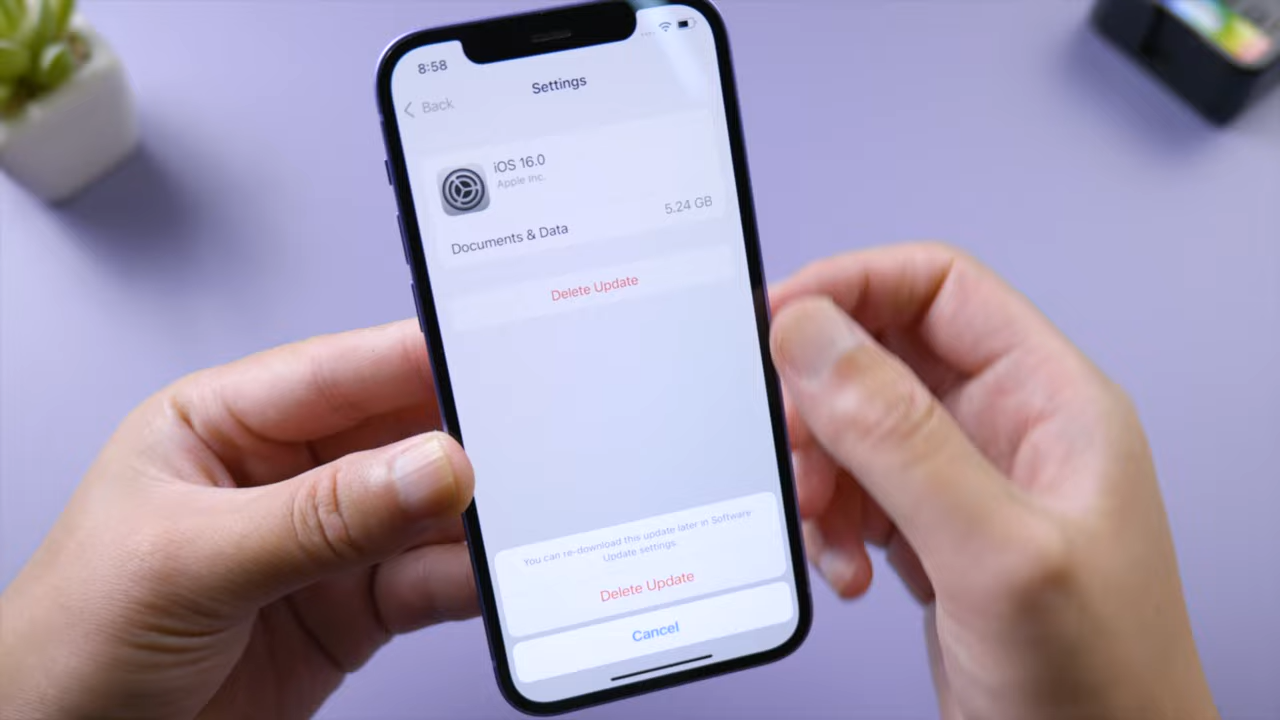 8:58
Settings
Back
iOS 16.0
Apple Inc.
Documents & Data
5.24 GB
Delete Update
You can re-download this update later in Software
Update settings.
Delete Update
Cancel